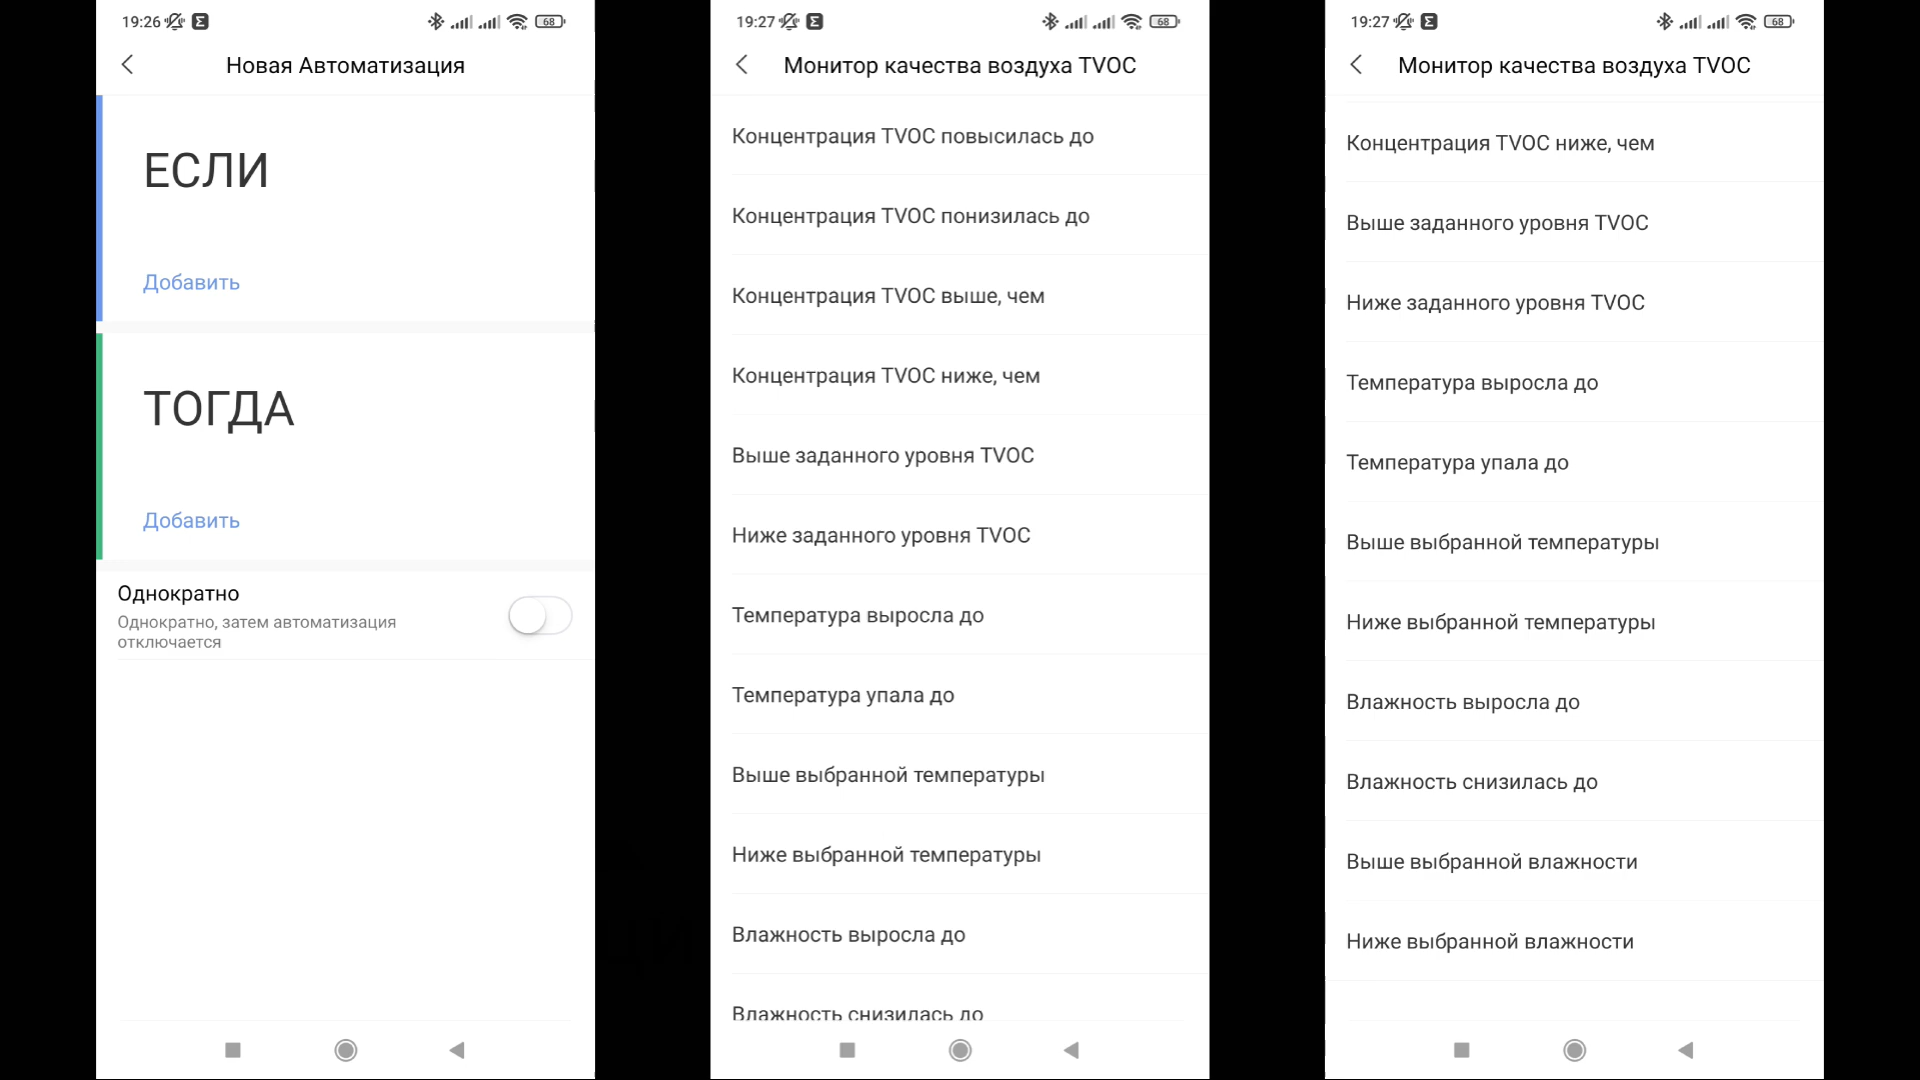 19:26
68
Новая Автоматизация
ЕСЛИ
Добавить
ТОГДА
Добавить
Однократно
Однократно, затем автоматизация
отключается
19:27
68
Монитор качества воздуха TVOC
Концентрация TVOC повысилась до
Концентрация TVOC понизилась до
Концентрация TVOC выше, чем
Концентрация TVOC ниже, чем
Выше заданного уровня TVOC
Ниже заданного уровня TVOC
Температура выросла до
Температура упала до
Выше выбранной температуры
Ниже выбранной температуры
Влажность выросла до
Влажность снизилась до
19:27
68
Монитор качества воздуха TVOC
Концентрация TVOC ниже, чем
Выше заданного уровня TVOC
Ниже заданного уровня TVOC
Температура выросла до
Температура упала до
Выше выбранной температуры
Ниже выбранной температуры
Влажность выросла до
Влажность снизилась до
Выше выбранной влажности
Ниже выбранной влажности